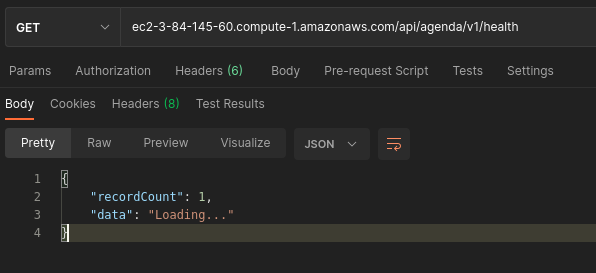 GET ec2-3-84-145-60.compute-1.amazonaws.com/api/agenda/v1/health
Params Authorization Headers (6) Body Pre-request Script Tests Settings
Body Cookies Headers (8) Test Results
Pretty Raw Preview Visualize JSON
1 {
2 "recordCount": 1,
3 "data": "Loading..."
4 }